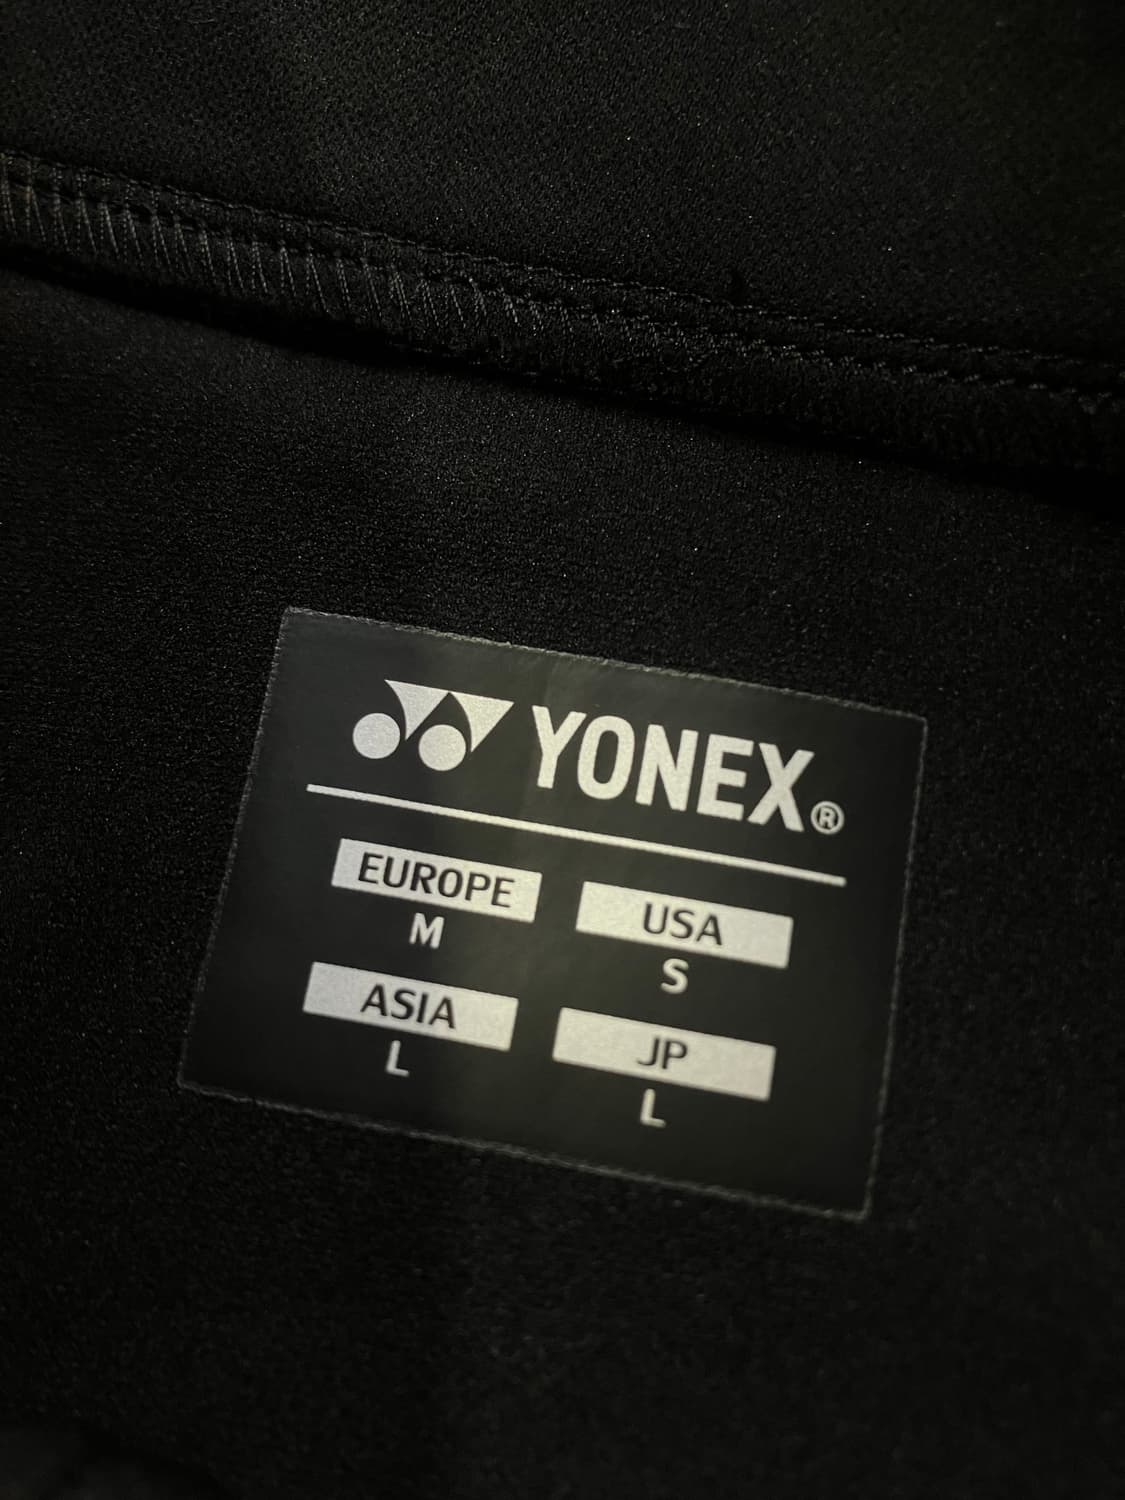 YONEX®
EUROPE USA
M S
ASIA JP
L L